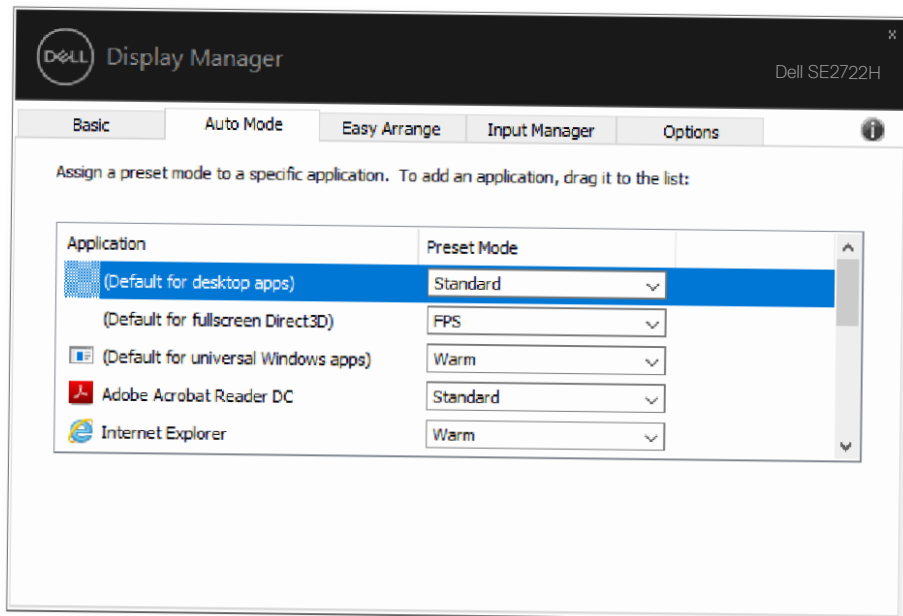 DELL Display Manager
x
Dell SE2722H
Basic Auto Mode Easy Arrange Input Manager Options
Assign a preset mode to a specific application. To add an application, drag it to the list:
Application Preset Mode
(Default for desktop apps) Standard
(Default for fullscreen Direct3D) FPS
(Default for universal Windows apps) Warm
Adobe Acrobat Reader DC Standard
Internet Explorer Warm